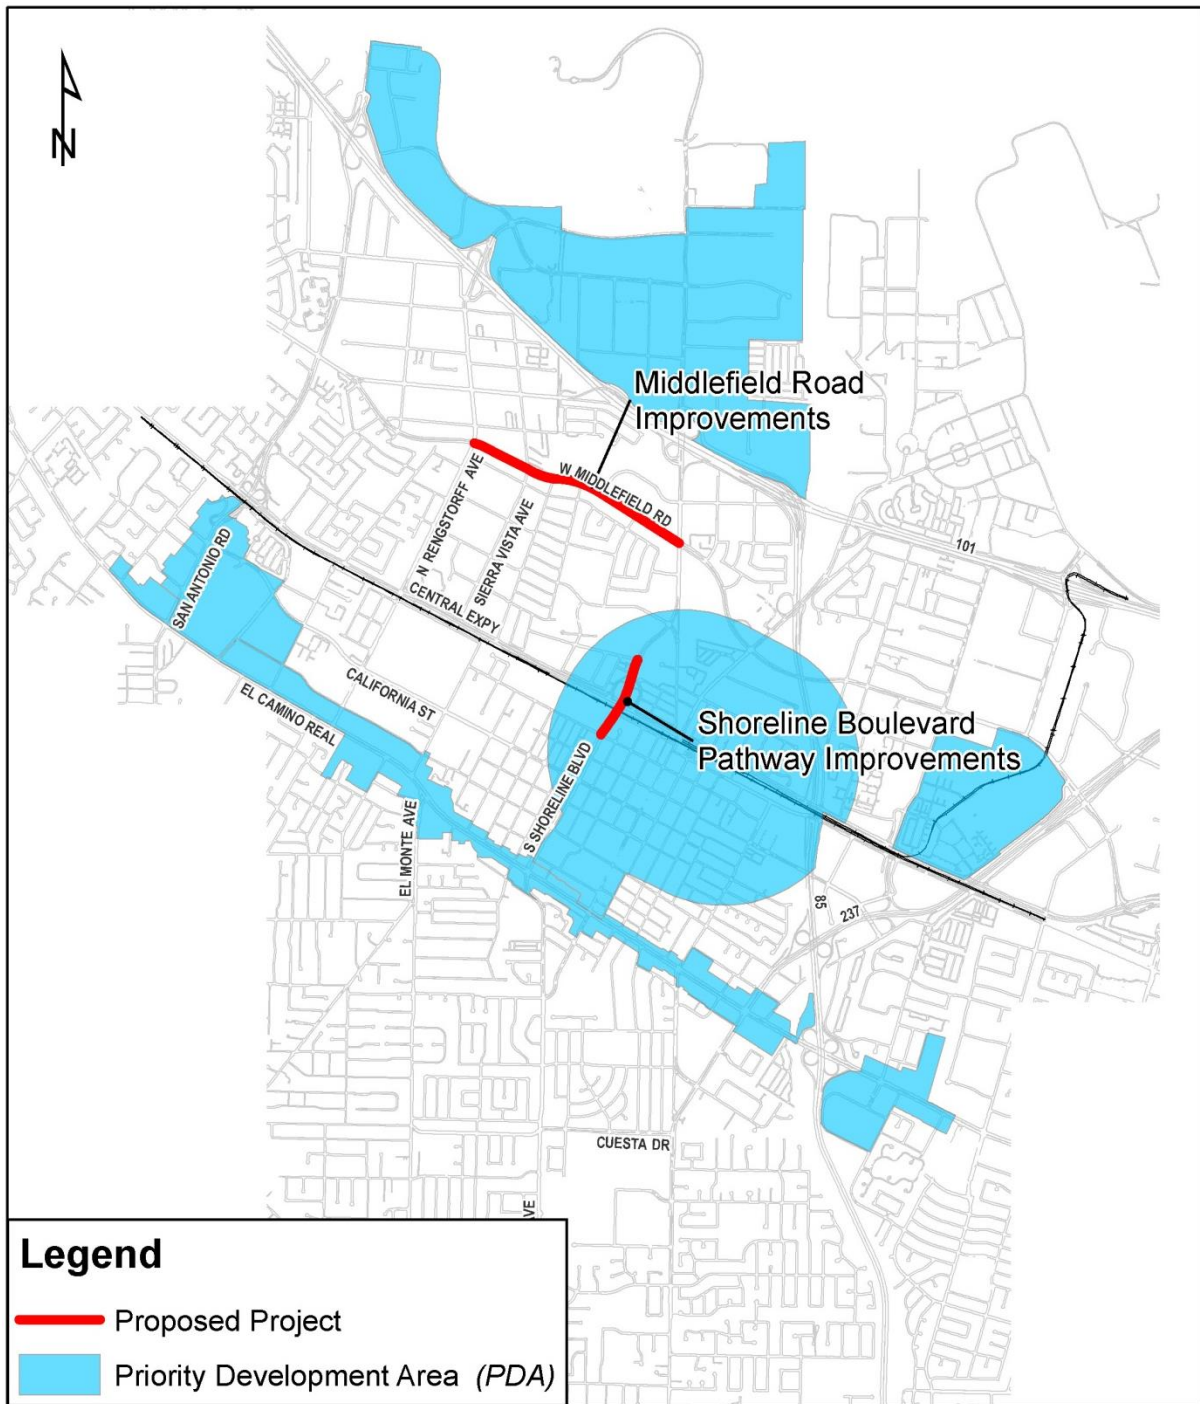 N
Middlefield Road
Improvements
W MIDDLEFIELD RD
N RENGSTORFF AVE
SIERRA VISTA AVE
101
SAN ANTONIO RD
CENTRAL EXPY
CALIFORNIA ST
EL CAMINO REAL
Shoreline Boulevard
Pathway Improvements
S SHORELINE BLVD
EL MONTE AVE
85
237
CUESTA DR
AVE
Legend
Proposed Project
Priority Development Area (PDA)